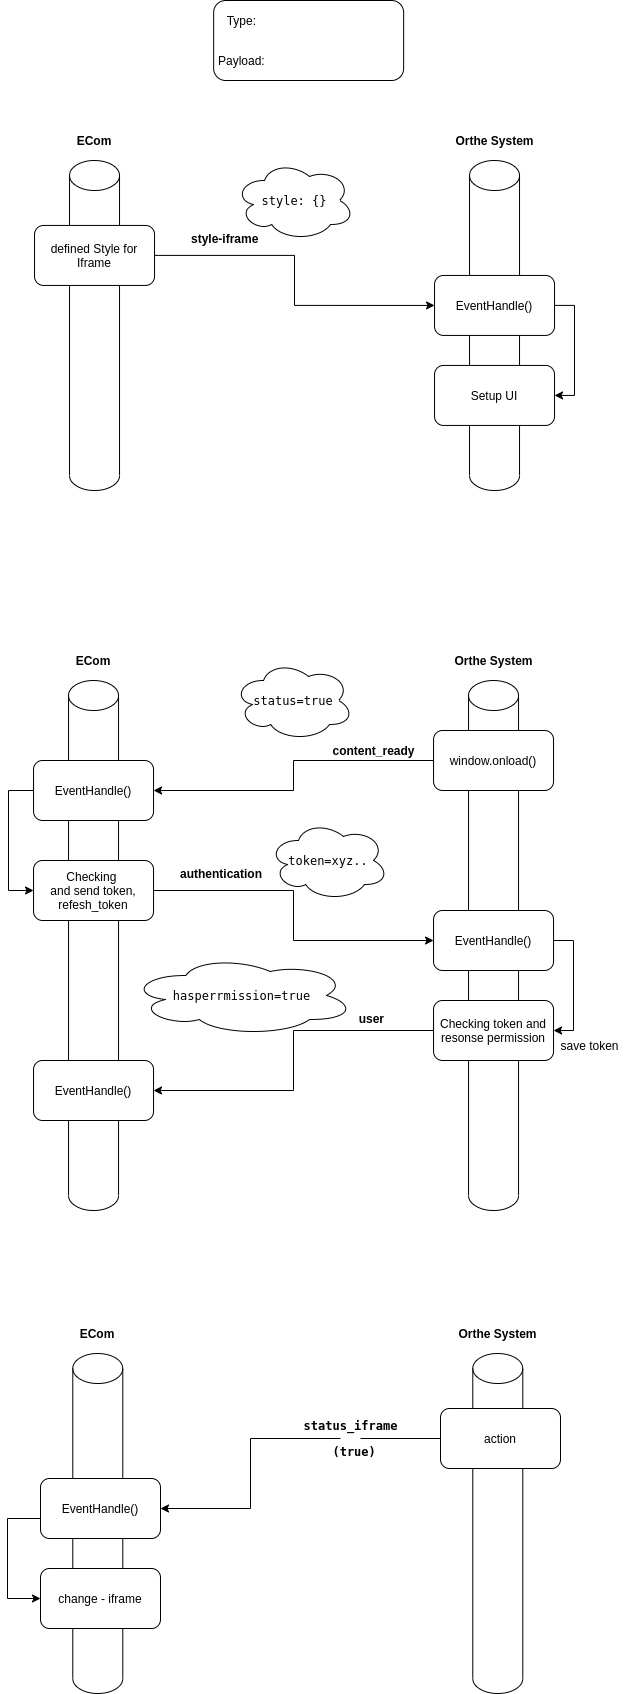 Type:
Payload:
ECom
Orthe System
style: {}
style-iframe
defined Style for
Iframe
EventHandle()
Setup UI
ECom
Orthe System
status=true
content_ready
window.onload()
EventHandle()
token=xyz..
authentication
Checking
and send token,
refesh_token
EventHandle()
hasperrmission=true
user
Checking token and
resonse permission
save token
EventHandle()
ECom
Orthe System
status_iframe
(true)
action
EventHandle()
change - iframe